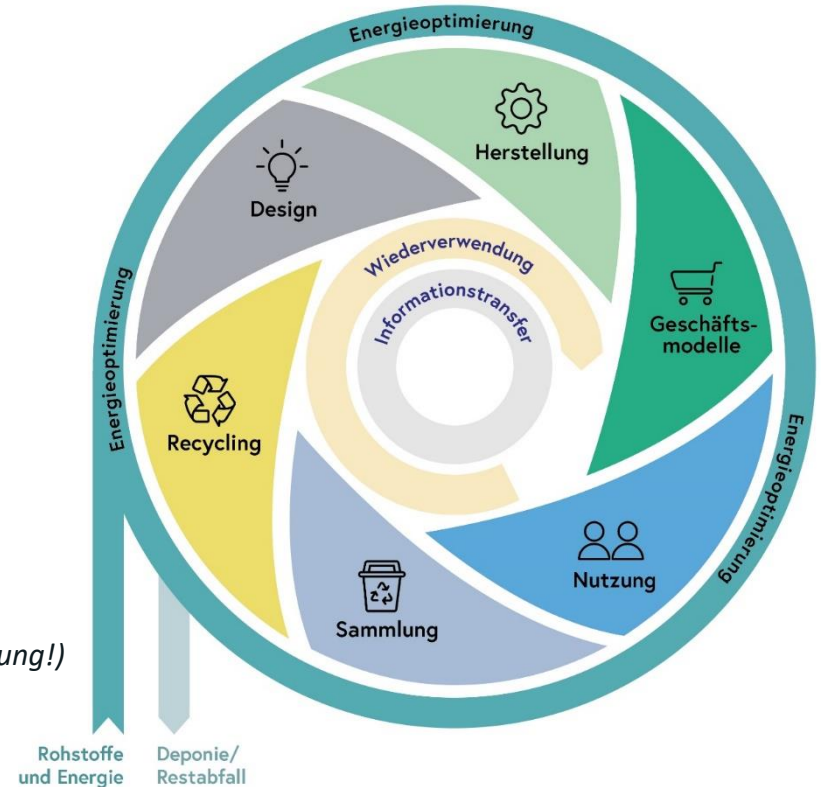 Energieoptimierung
Herstellung
Design
Wiederverwendung
Informationstransfer
Geschäfts-
modelle
Energieoptimierung
Energieoptimierung
Recycling
Nutzung
Sammlung
ung!)
Rohstoffe
und Energie
Deponie/
Restabfall